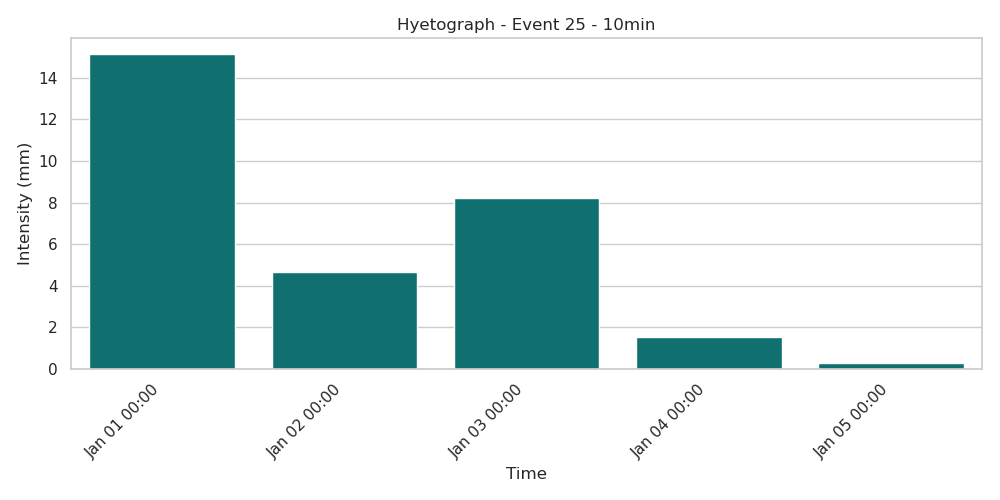 Hyetograph - Event 25 - 10min
Intensity (mm)
14
12
10
8
6
4
2
0
Jan 01 00:00
Jan 02 00:00
Jan 03 00:00
Jan 04 00:00
Jan 05 00:00
Time